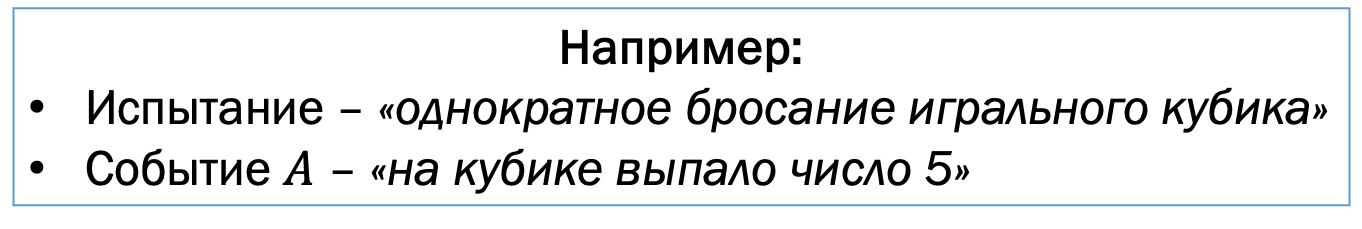 Например:
• Испытание – «однократное бросание игрального кубика»
• Событие A – «на кубике выпало число 5»